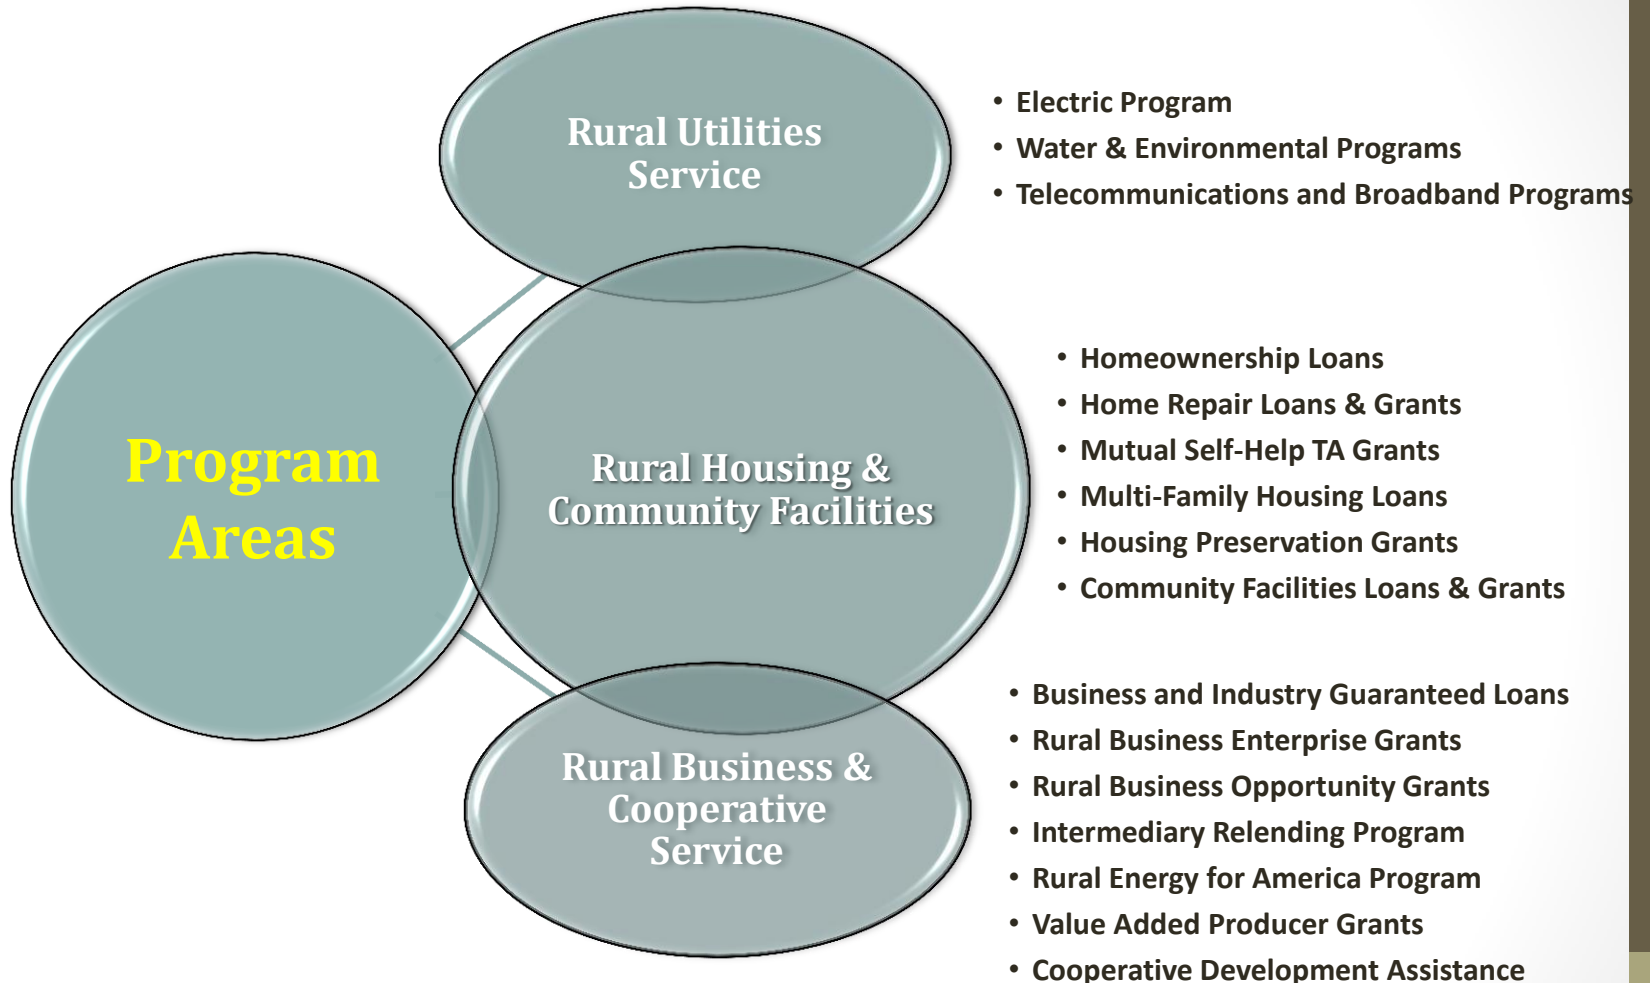 Program
Areas
Rural Utilities
Service
• Electric Program
• Water & Environmental Programs
• Telecommunications and Broadband Programs
Rural Housing &
Community Facilities
• Homeownership Loans
• Home Repair Loans & Grants
• Mutual Self-Help TA Grants
• Multi-Family Housing Loans
• Housing Preservation Grants
• Community Facilities Loans & Grants
Rural Business &
Cooperative
Service
• Business and Industry Guaranteed Loans
• Rural Business Enterprise Grants
• Rural Business Opportunity Grants
• Intermediary Relending Program
• Rural Energy for America Program
• Value Added Producer Grants
• Cooperative Development Assistance